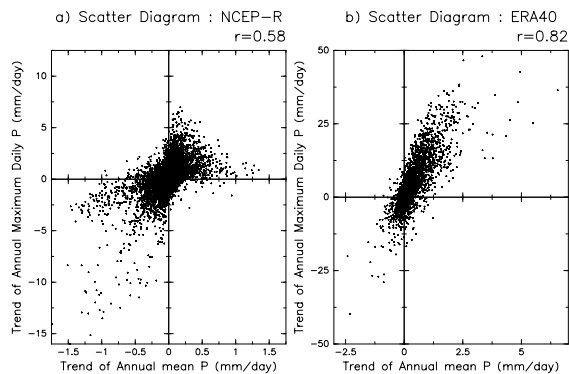 a) Scatter Diagram : NCEP-R
r=0.58
Trend of Annual Maximum Daily P (mm/day)
10
5
0
−5
−10
−15
−1.5 −1 −0.5 0 0.5 1 1.5
Trend of Annual mean P (mm/day)
b) Scatter Diagram : ERA40
r=0.82
Trend of Annual Maximum Daily P (mm/day)
50
25
0
−25
−50
−2.5 0 2.5 5
Trend of Annual mean P (mm/day)